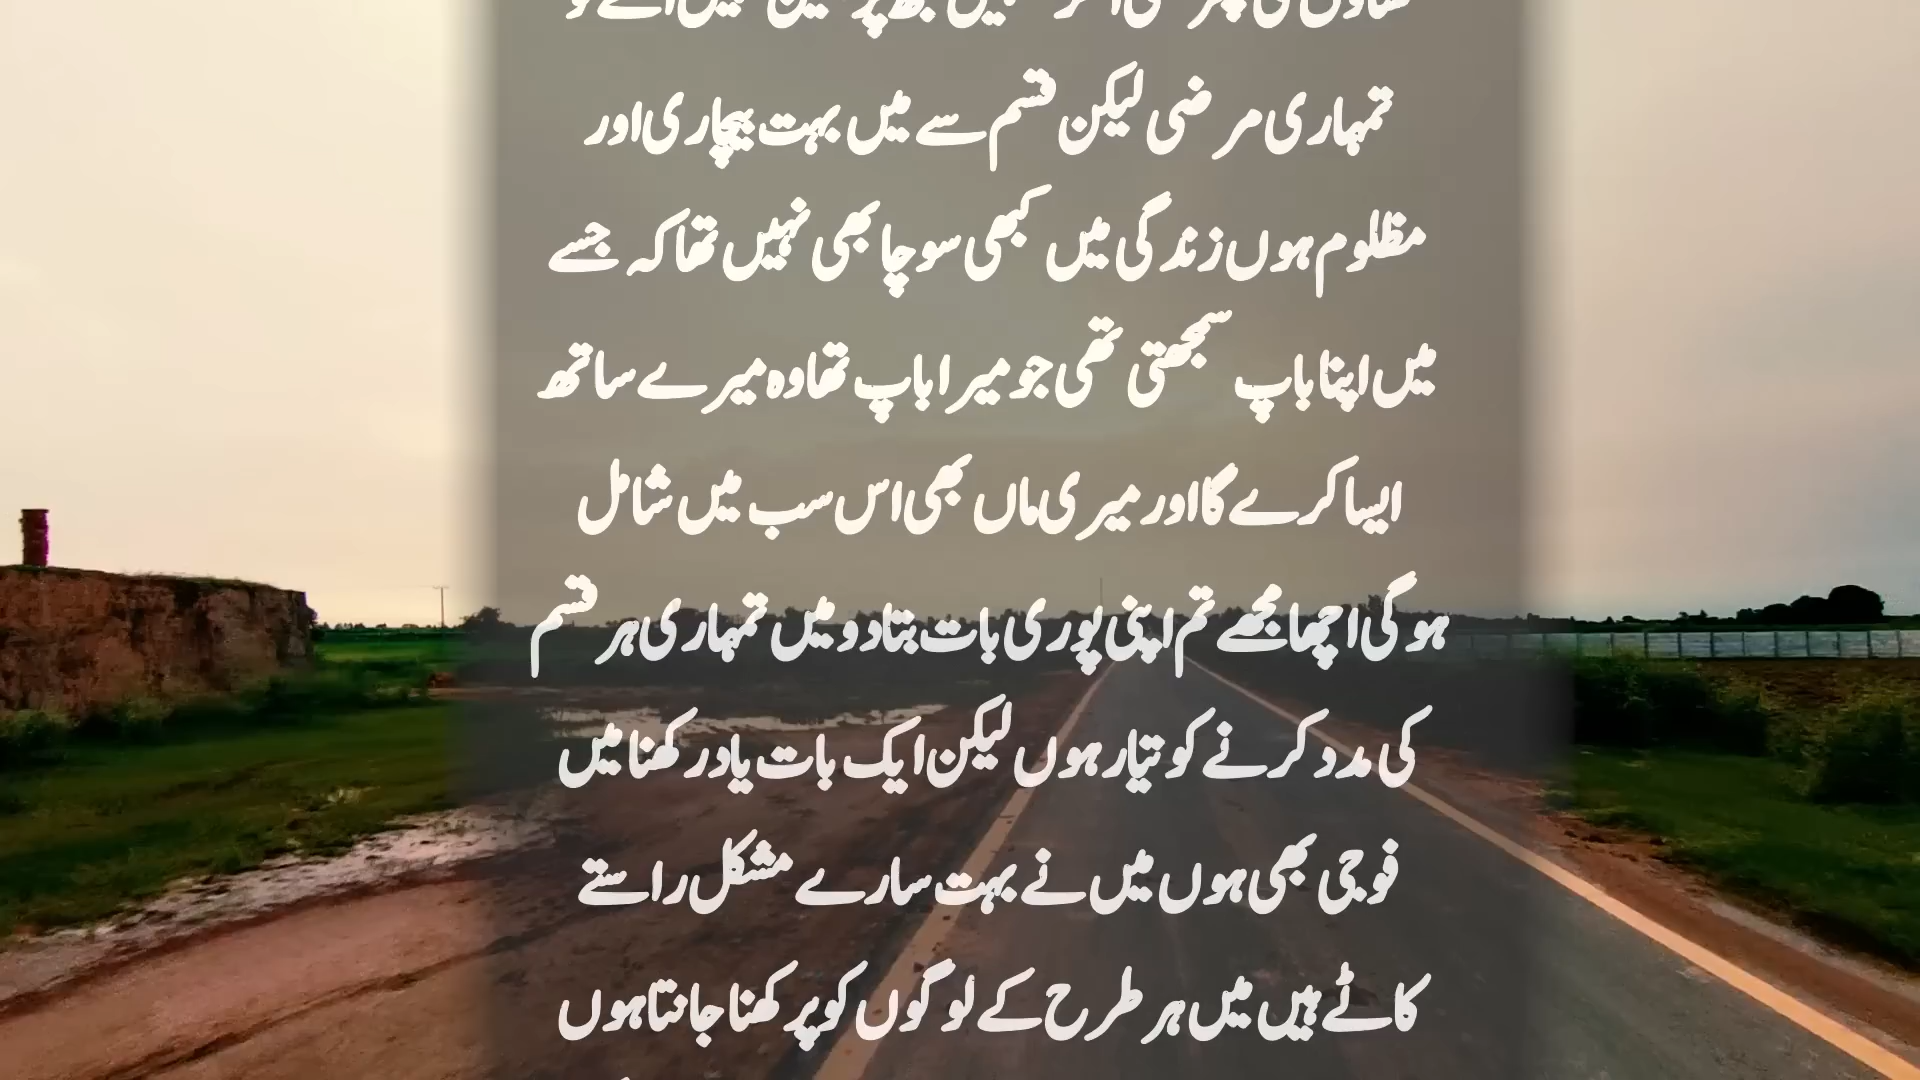 تمہاری مرضی لیکن قسم سے میں بہت بیچاری اور
مظلوم ہوں زندگی میں کبھی سوچا بھی نہیں تھا کہ جسے
میں اپنا باپ سمجھتی تھی جو میرا باپ تھا وہ میرے ساتھ
ایسا کرے گا اور میری ماں بھی اس سب میں شامل
ہو گی اچھا مجھے تم اپنی پوری بات بتا دو میں تمہاری ہر قسم
کی مدد کرنے کو تیار ہوں لیکن ایک بات یاد رکھنا میں
فوجی بھی ہوں میں نے بہت سارے مشکل راستے
کاٹے ہیں میں ہر طرح کے لوگوں کو پرکھنا جانتا ہوں